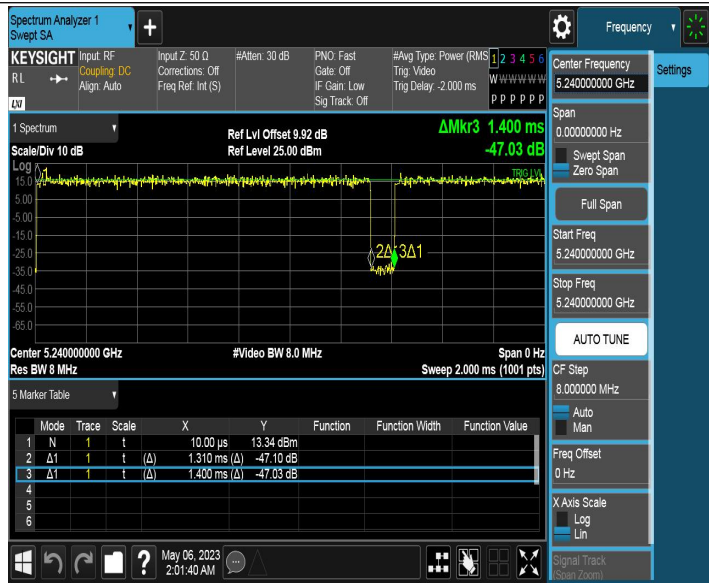 Spectrum Analyzer 1
Swept SA
+
Frequency
KEYSIGHT
RL
LXI
Input: RF
Coupling: DC
Align: Auto
Input Z: 50 Ω
Corrections: Off
Freq Ref: Int (S)
#Atten: 30 dB
PNO: Fast
Gate: Off
IF Gain: Low
Sig Track: Off
#Avg Type: Power (RMS
Trig: Video
Trig Delay: -2.000 ms
1 2 3 4 5 6
W W W W W W
P P P P P P
1 Spectrum
Scale/Div 10 dB
Ref Lvl Offset 9.92 dB
Ref Level 25.00 dBm
ΔMkr3 1.400 ms
-47.03 dB
Log
15.0
5.00
-5.00
-15.0
-25.0
-35.0
-45.0
-55.0
-65.0
1
TRIG LVL
2Δ1 3Δ1
Center 5.240000000 GHz
#Video BW 8.0 MHz
Span 0 Hz
Res BW 8 MHz
Sweep 2.000 ms (1001 pts)
5 Marker Table
Mode Trace Scale X Y Function Function Width Function Value
1 N 1 t 10.00 µs 13.34 dBm
2 Δ1 1 t (Δ) 1.310 ms (Δ) -47.10 dB
3 Δ1 1 t (Δ) 1.400 ms (Δ) -47.03 dB
4
5
6
Center Frequency
5.240000000 GHz
Settings
Span
0.00000000 Hz
Swept Span
Zero Span
Full Span
Start Freq
5.240000000 GHz
Stop Freq
5.240000000 GHz
AUTO TUNE
CF Step
8.000000 MHz
Auto
Man
Freq Offset
0 Hz
X Axis Scale
Log
Lin
Signal Track
(Span Zoom)
?
May 06, 2023
2:01:40 AM